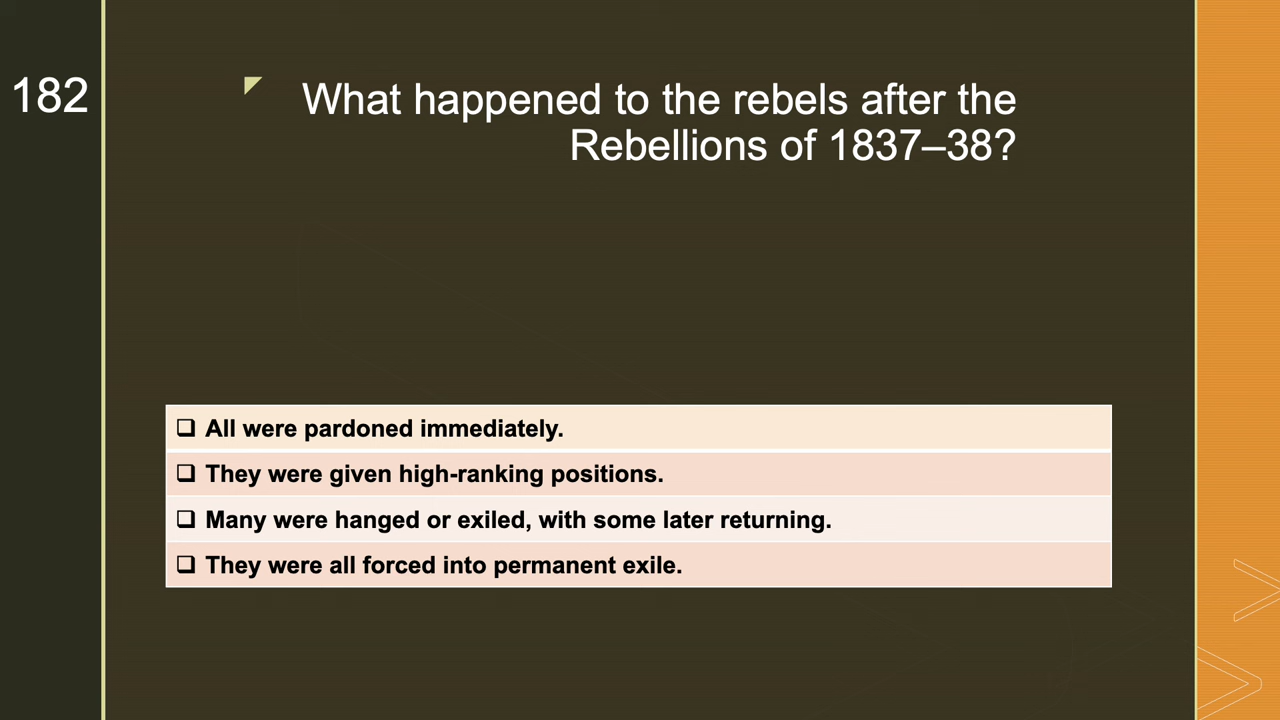 182
What happened to the rebels after the
Rebellions of 1837–38?
❑ All were pardoned immediately.
❑ They were given high-ranking positions.
❑ Many were hanged or exiled, with some later returning.
❑ They were all forced into permanent exile.